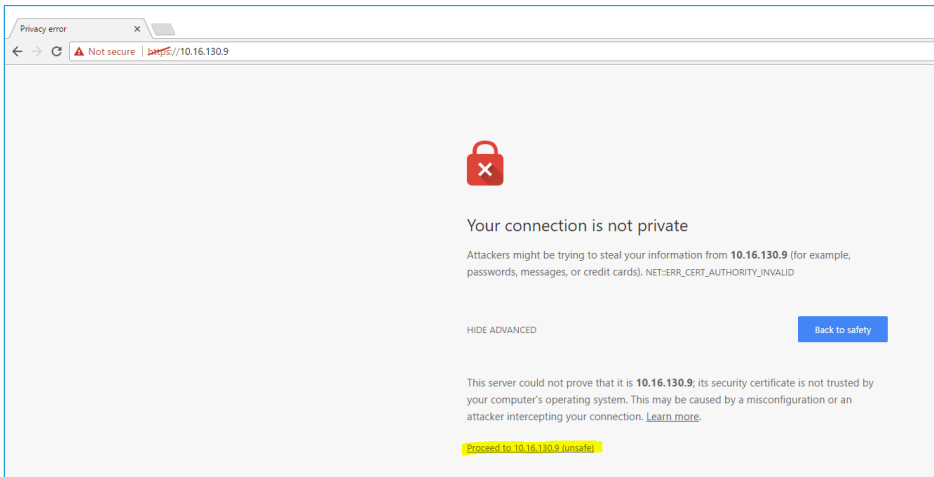 Privacy error
Not secure | https://10.16.130.9
Your connection is not private
Attackers might be trying to steal your information from 10.16.130.9 (for example,
passwords, messages, or credit cards). NET::ERR_CERT_AUTHORITY_INVALID
HIDE ADVANCED
Back to safety
This server could not prove that it is 10.16.130.9; its security certificate is not trusted by
your computer's operating system. This may be caused by a misconfiguration or an
attacker intercepting your connection. Learn more.
Proceed to 10.16.130.9 (unsafe)